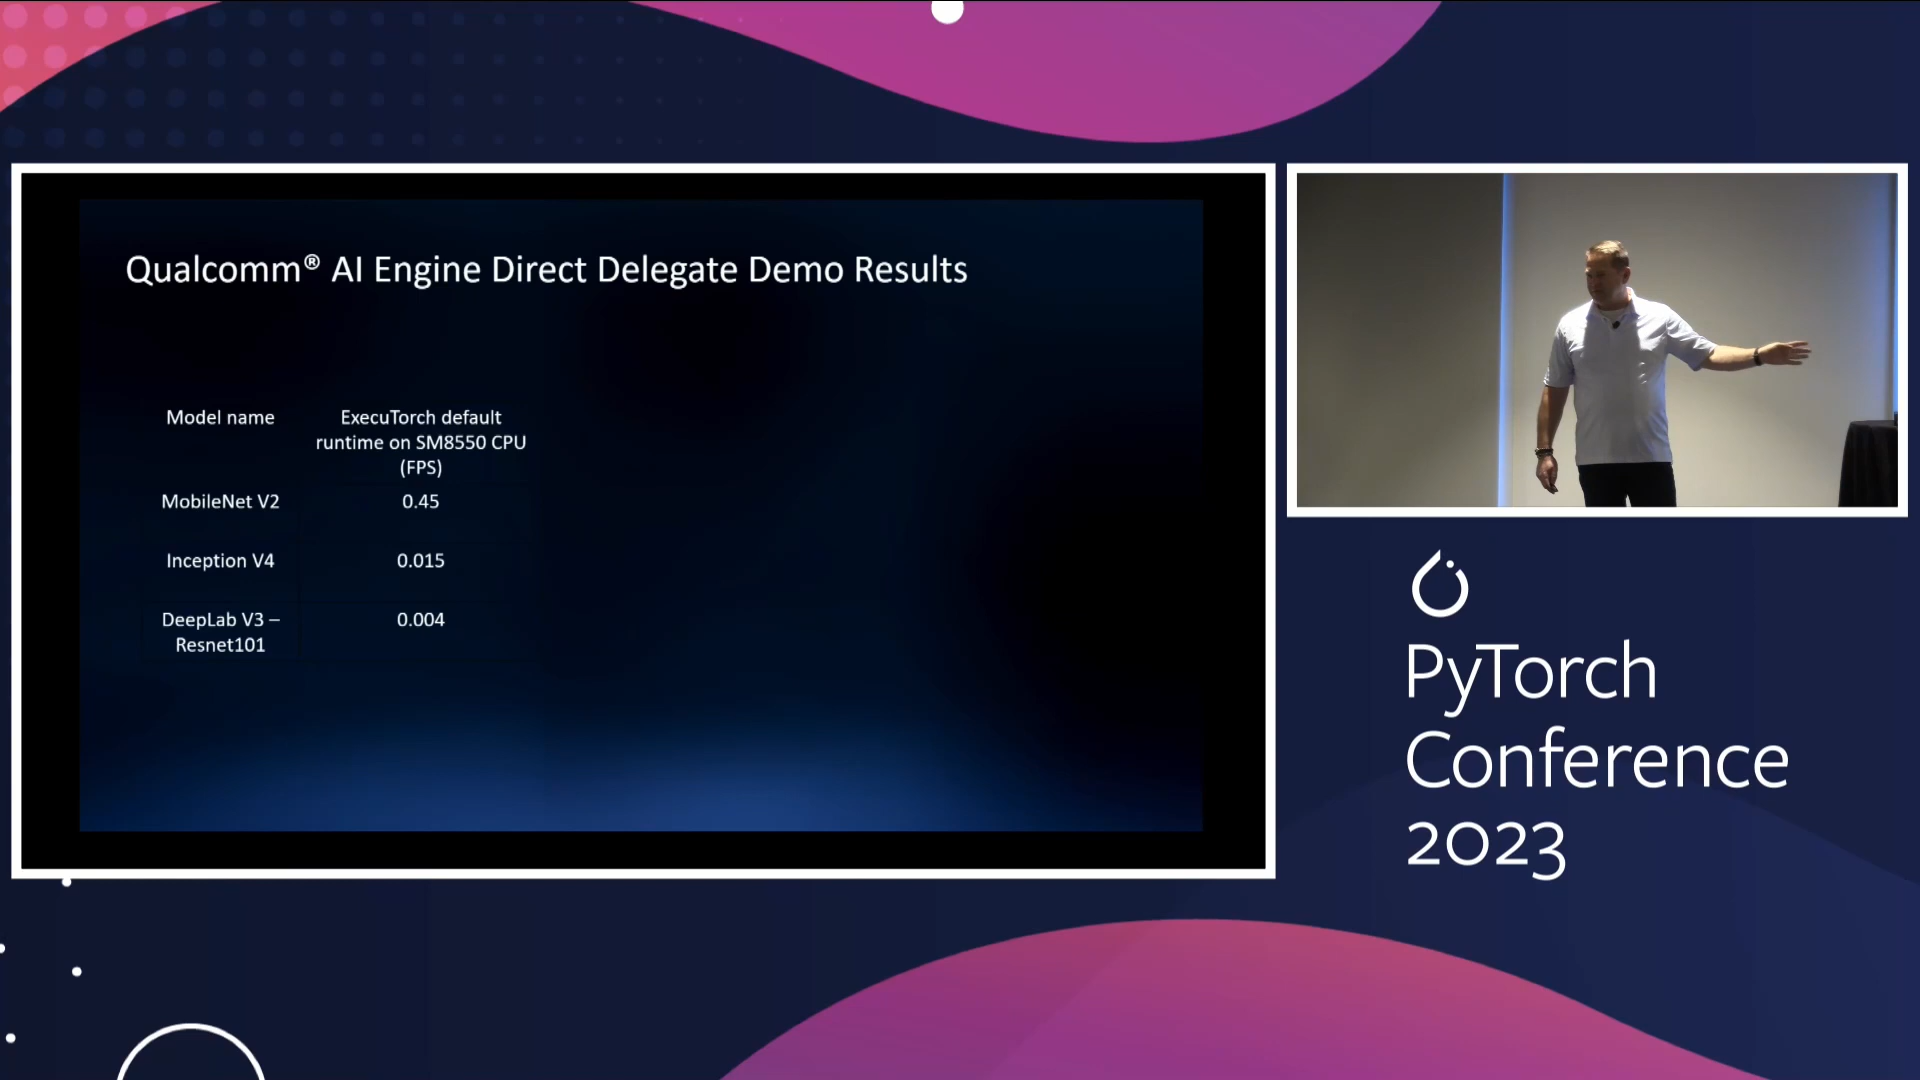 Qualcomm® AI Engine Direct Delegate Demo Results
Model name
ExecuTorch default
runtime on SM8550 CPU
(FPS)
MobileNet V2
0.45
Inception V4
0.015
DeepLab V3 –
Resnet101
0.004
PyTorch
Conference
2023